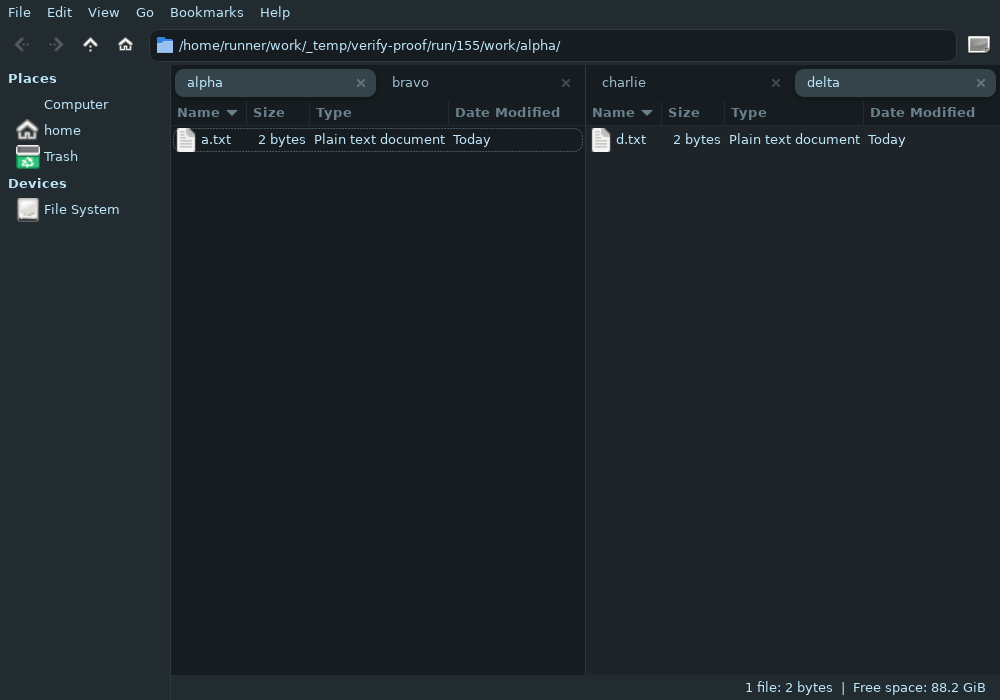 File Edit View Go Bookmarks Help
/home/runner/work/_temp/verify-proof/run/155/work/alpha/
Places
Computer
home
Trash
Devices
File System
alpha bravo
Name Size Type Date Modified
a.txt 2 bytes Plain text document Today
charlie delta
Name Size Type Date Modified
d.txt 2 bytes Plain text document Today
1 file: 2 bytes | Free space: 88.2 GiB